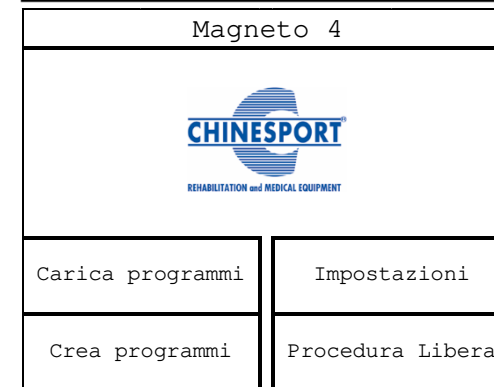 Magneto 4
CHINESPORT®
REHABILITATION and MEDICAL EQUIPMENT
Carica programmi
Impostazioni
Crea programmi
Procedura Libera